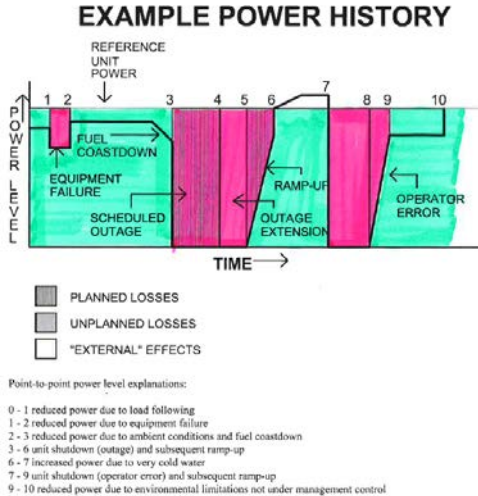 EXAMPLE POWER HISTORY
REFERENCE
UNIT
POWER
1 2 3 4 5 6 7 8 9 10
POWER LEVEL
FUEL
COASTDOWN
EQUIPMENT
FAILURE
RAMP-UP
SCHEDULED
OUTAGE
OUTAGE
EXTENSION
OPERATOR
ERROR
TIME
PLANNED LOSSES
UNPLANNED LOSSES
"EXTERNAL" EFFECTS
Point-to-point power level explanations:
0 - 1 reduced power due to load following
1 - 2 reduced power due to equipment failure
2 - 3 reduced power due to ambient conditions and fuel coastdown
3 - 6 unit shutdown (outage) and subsequent ramp-up
6 - 7 increased power due to very cold water
7 - 9 unit shutdown (operator error) and subsequent ramp-up
9 - 10 reduced power due to environmental limitations not under management control